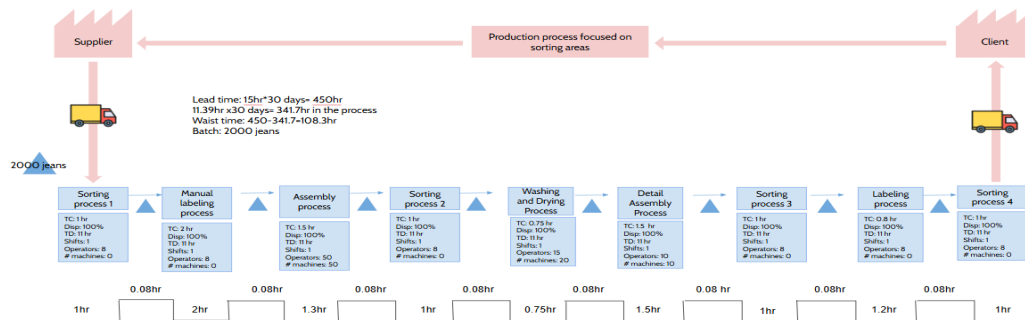 Supplier
Production process focused on
sorting areas
Client
Lead time: 15hr*30 days= 450hr
11.39hr x30 days= 341.7hr in the process
Waist time: 450-341.7=108.3hr
Batch: 2000 jeans
2000 jeans
Sorting
process 1
TC: 1 hr
Disp: 100%
TD: 11 hr
Shifts: 1
Operators: 8
# machines: 0
Manual
labeling
process
TC: 2 hr
Disp: 100%
TD: 11 hr
Shifts: 1
Operators: 8
# machines: 0
Assembly
process
TC: 1.5 hr
Disp: 100%
TD: 11 hr
Shifts: 1
Operators: 50
# machines: 50
Sorting
process 2
TC: 1 hr
Disp: 100%
TD: 11 hr
Shifts: 1
Operators: 8
# machines: 0
Washing
and Drying
Process
TC: 0.75 hr
Disp: 100%
TD: 11 hr
Shifts: 1
Operators: 15
# machines: 20
Detail
Assembly
Process
TC: 1.5 hr
Disp: 100%
TD: 11 hr
Shifts: 1
Operators: 10
# machines: 10
Sorting
process 3
TC: 1 hr
Disp: 100%
TD: 11 hr
Shifts: 1
Operators: 8
# machines: 0
Labeling
process
TC: 0.8 hr
Disp: 100%
TD: 11 hr
Shifts: 1
Operators: 8
# machines: 0
Sorting
process 4
TC: 1 hr
Disp: 100%
TD: 11 hr
Shifts: 1
Operators: 8
# machines: 0
0.08hr 0.08hr 0.08hr 0.08hr 0.08hr 0.08 hr 0.08hr 0.08hr
1hr 2hr 1.3hr 1hr 0.75hr 1.5hr 1hr 1.2hr 1hr